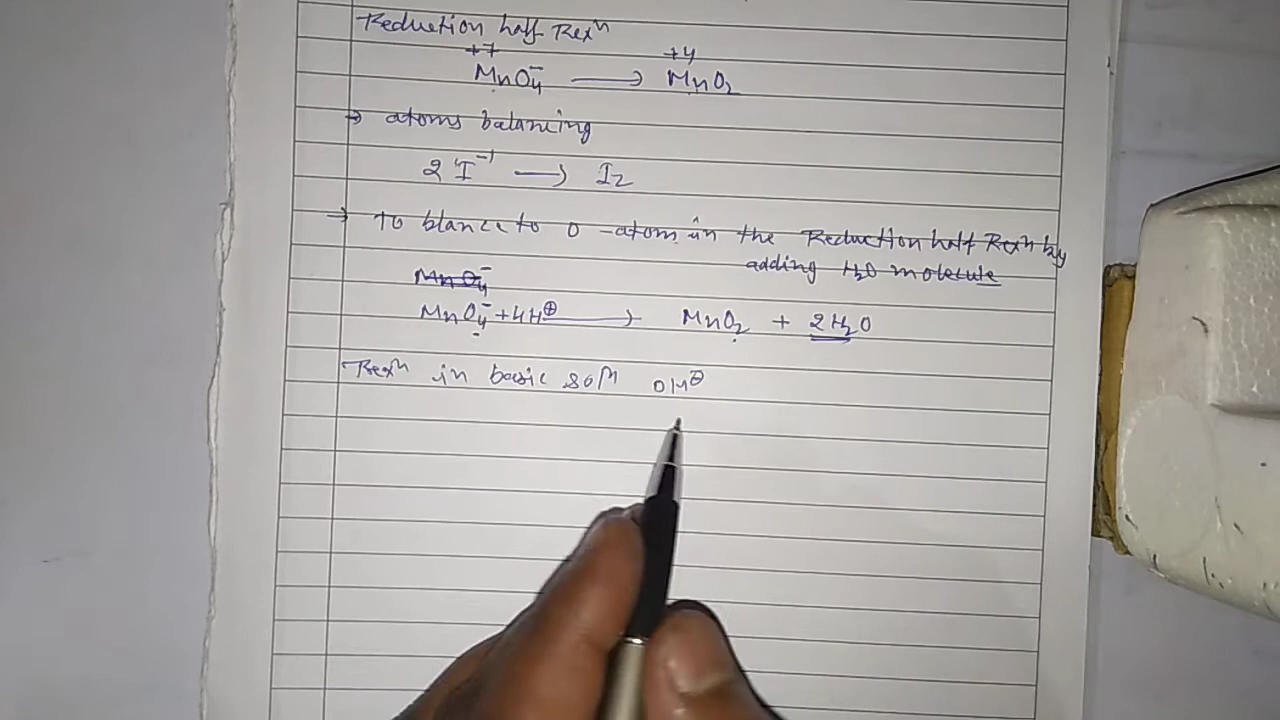 Reduction half Rexⁿ
+7 +4
MnO₄⁻ ⟶ MnO₂
→ atoms balancing
2 I⁻¹ ⟶ I₂
→ to blance to O -atom in the Reduction half Rexⁿ by
adding H₂O molecule
MnO₄⁻
MnO₄⁻ + 4H⊕ ⟶ MnO₂ + 2H₂O
Rexⁿ in basic solⁿ OH⊖